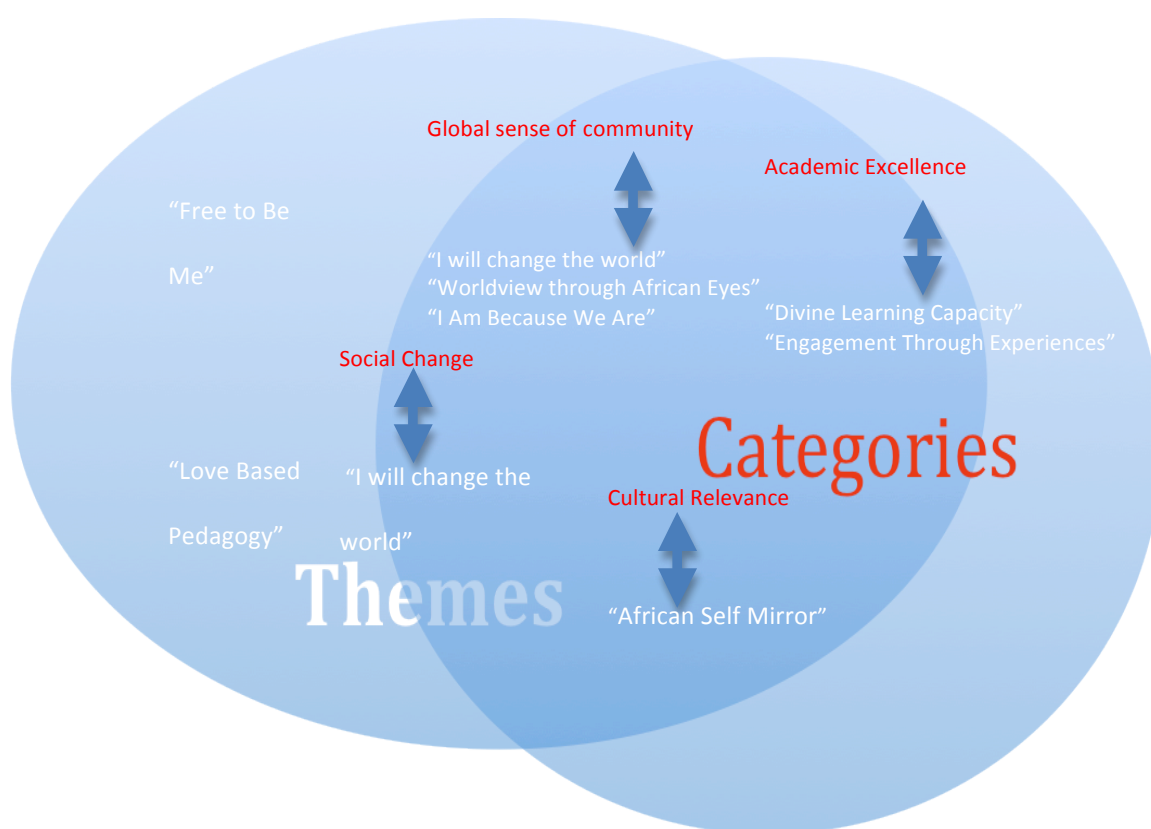 Global sense of community
Academic Excellence
“Free to Be
Me”
“I will change the world”
“Worldview through African Eyes”
“I Am Because We Are”
“Divine Learning Capacity”
“Engagement Through Experiences”
Social Change
Categories
“Love Based
Pedagogy”
“I will change the
world”
Cultural Relevance
Themes
“African Self Mirror”